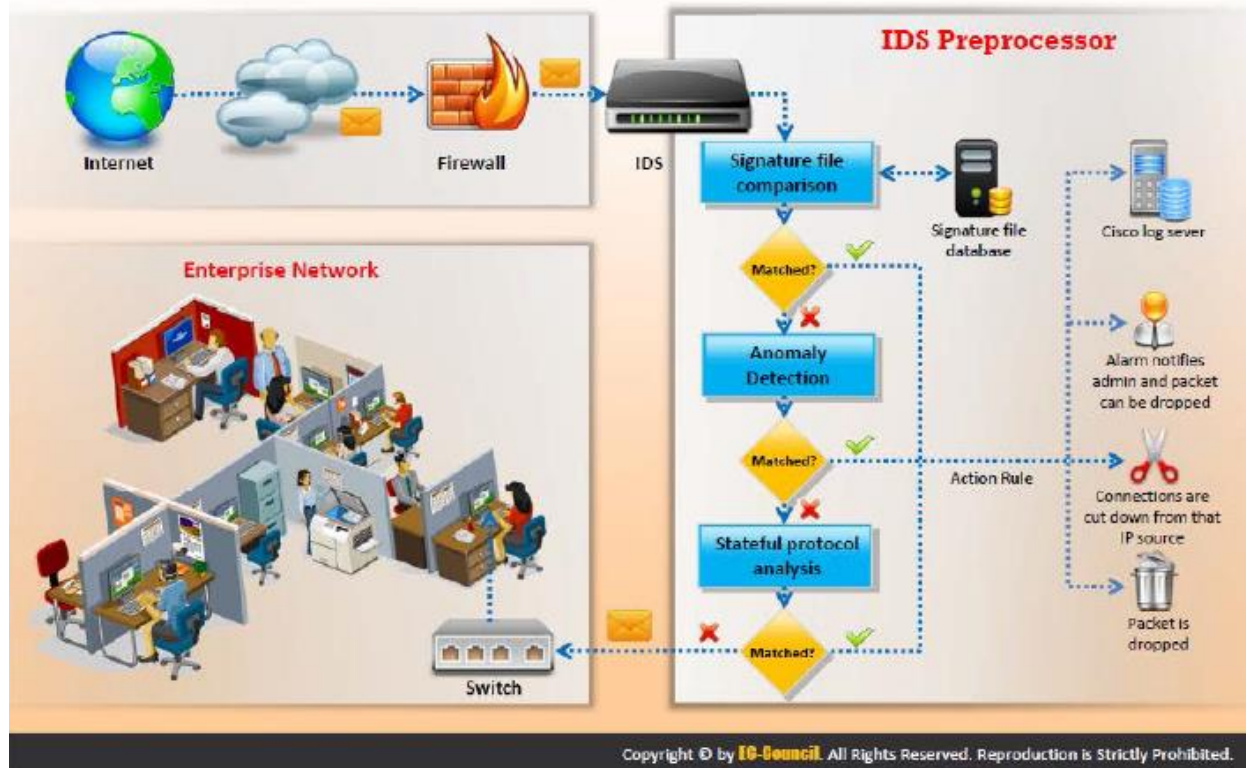 IDS Preprocessor
Internet
Firewall
IDS
Signature file
comparison
Signature file
database
Cisco log sever
Matched?
Anomaly
Detection
Alarm notifies
admin and packet
can be dropped
Matched?
Action Rule
Connections are
cut down from that
IP source
Stateful protocol
analysis
Matched?
Packet is
dropped
Enterprise Network
Switch
Copyright © by EC-Council. All Rights Reserved. Reproduction is Strictly Prohibited.